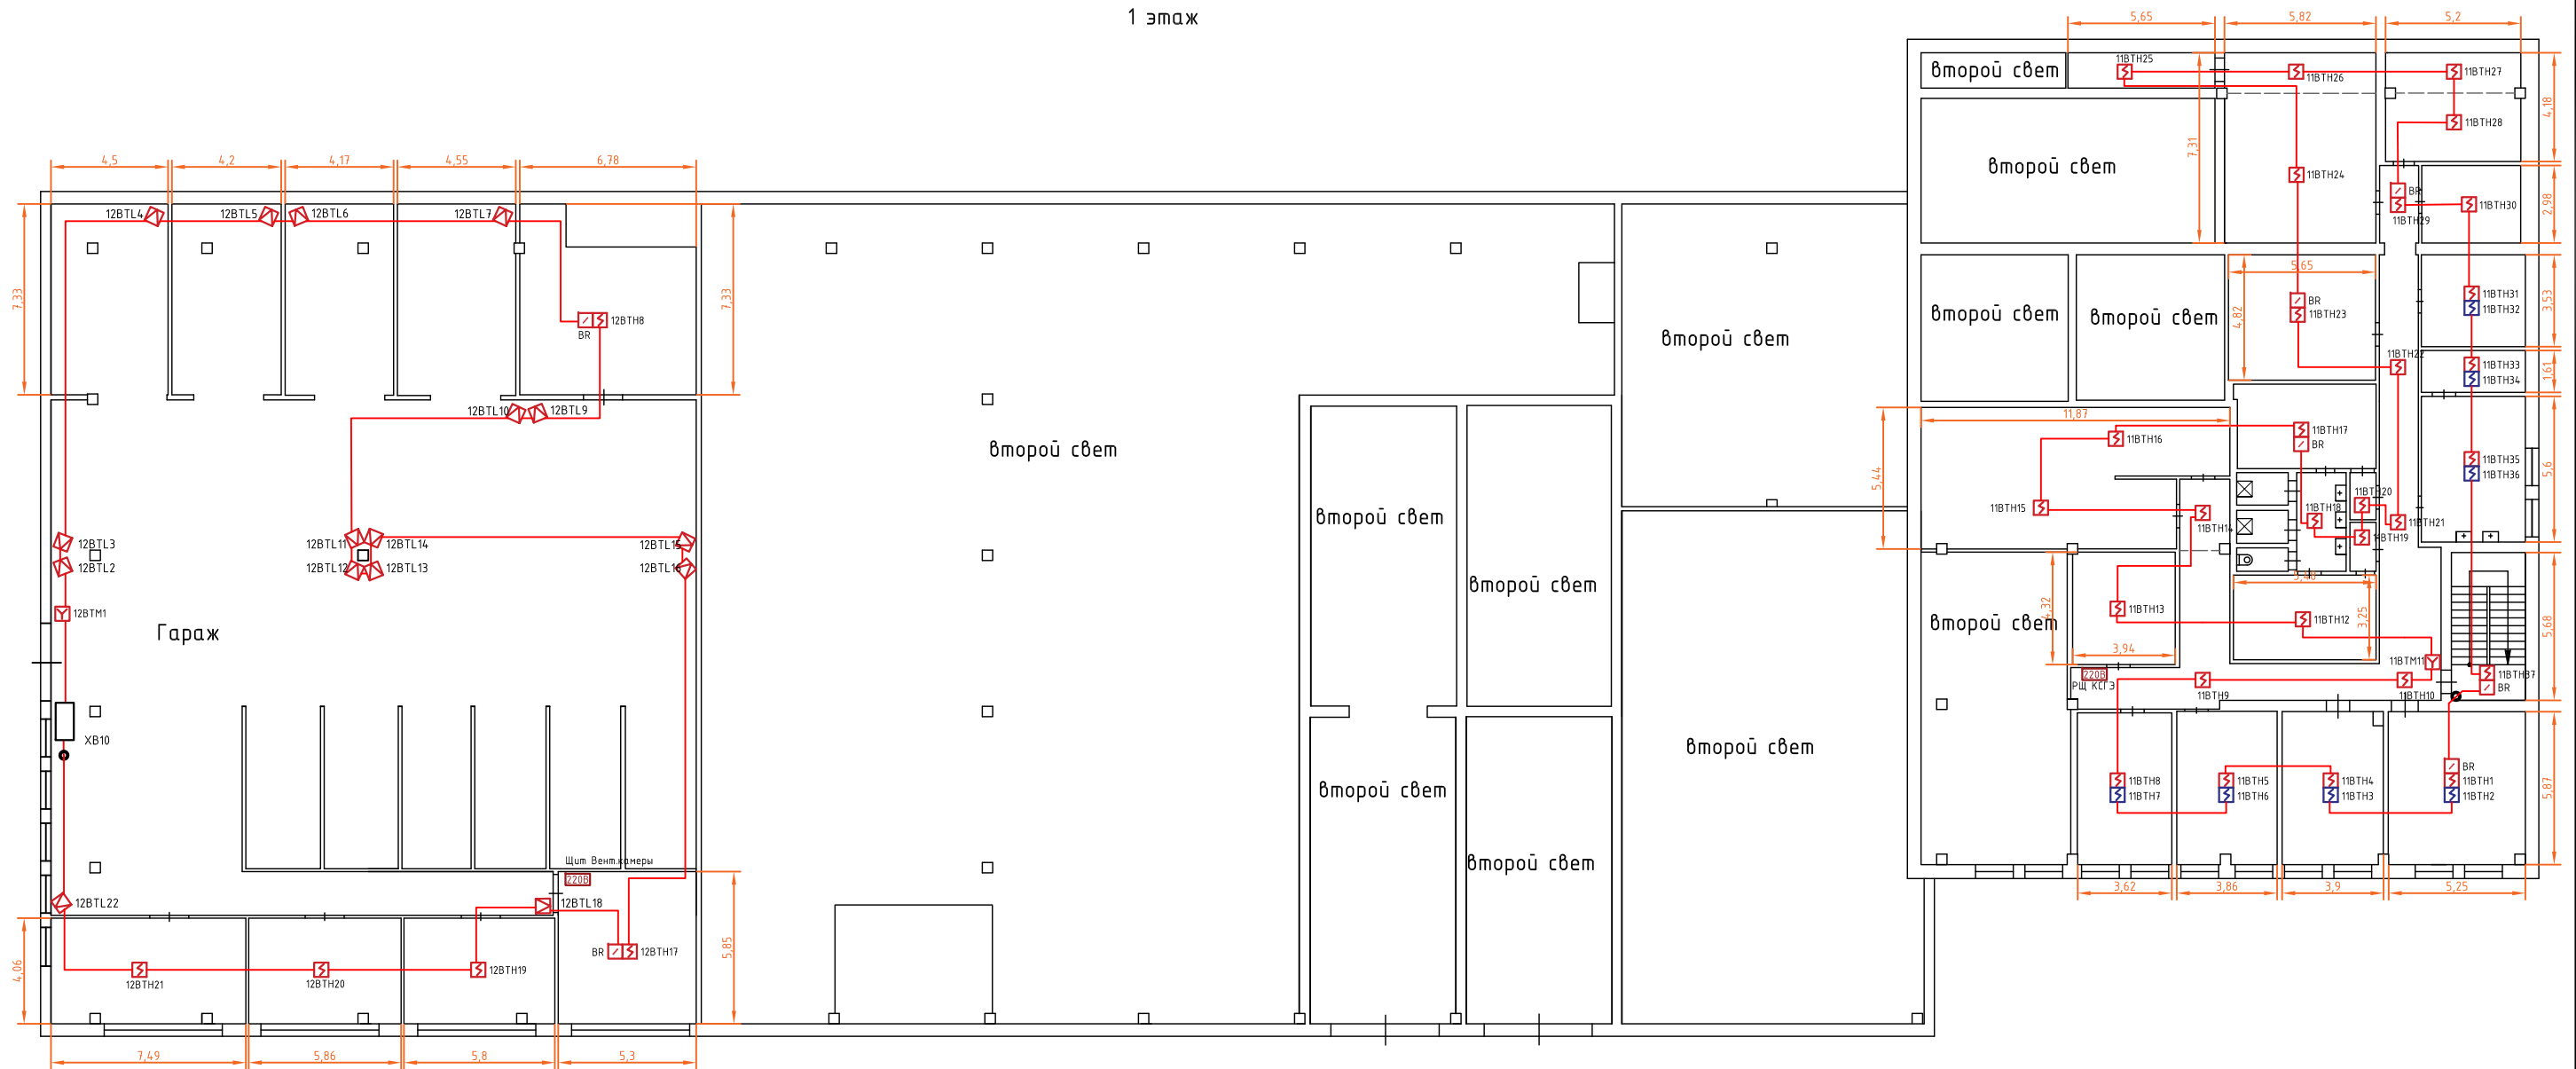 1 этаж
5,65
5,82
5,2
второй свет
11BTH25
11BTH26
11BTH27
4,18
11BTH28
7,31
второй свет
11BTH24
BR
11BTH29
11BTH30
2,98
4,5
4,2
4,17
4,55
6,78
12BTL4
12BTL5
12BTL6
12BTL7
7,33
7,33
12BTH8
BR
12BTL10
12BTL9
второй свет
второй свет
второй свет
второй свет
5,65
4,82
BR
11BTH23
11BTH31
11BTH32
3,53
11BTH22
11BTH33
11BTH34
1,61
11,87
5,44
11BTH16
11BTH17
BR
11BTH35
11BTH36
5,6
11BTH15
11BTH14
11BTH18
11BTH20
11BTH19
11BTH21
второй свет
второй свет
12BTL3
12BTL2
12BTM1
12BTL11
12BTL14
12BTL12
12BTL13
12BTL15
12BTL16
Гараж
второй свет
4,32
11BTH13
3,94
5,46
3,25
11BTH12
5,68
11BTM11
220В
РЩ КСГЭ
11BTH9
11BTH10
11BTH37
BR
XB10
второй свет
второй свет
второй свет
11BTH8
11BTH7
11BTH5
11BTH6
11BTH4
11BTH3
BR
11BTH1
11BTH2
5,87
3,62
3,86
3,9
5,25
Щит Вент.камеры
220В
12BTL22
12BTL18
BR
12BTH17
5,85
4,06
12BTH21
12BTH20
12BTH19
7,49
5,86
5,8
5,3